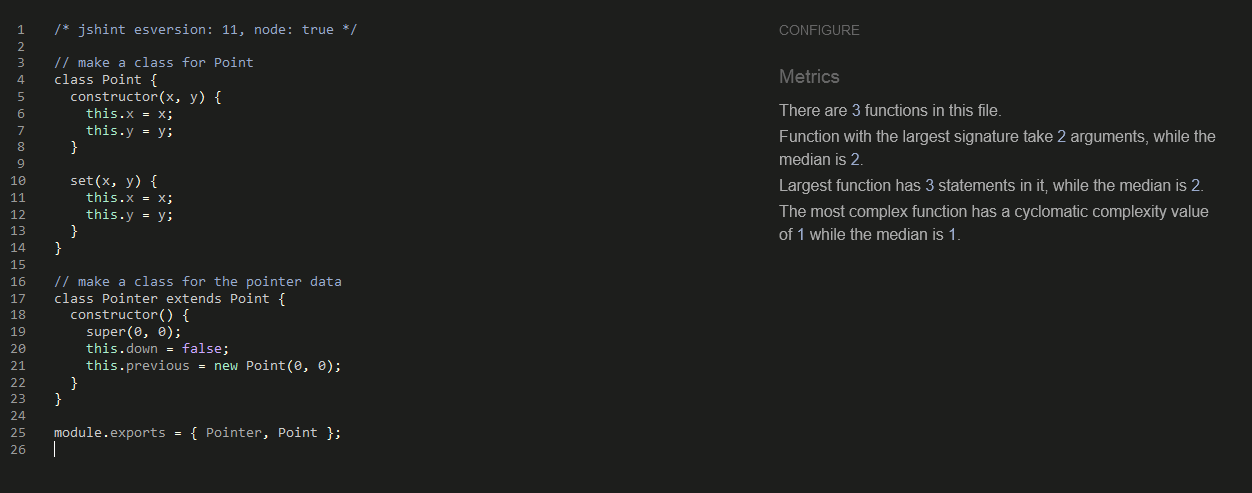 1 /* jshint esversion: 11, node: true */
2
3 // make a class for Point
4 class Point {
5 constructor(x, y) {
6 this.x = x;
7 this.y = y;
8 }
9
10 set(x, y) {
11 this.x = x;
12 this.y = y;
13 }
14 }
15
16 // make a class for the pointer data
17 class Pointer extends Point {
18 constructor() {
19 super(0, 0);
20 this.down = false;
21 this.previous = new Point(0, 0);
22 }
23 }
24
25 module.exports = { Pointer, Point };
26
CONFIGURE
Metrics
There are 3 functions in this file.
Function with the largest signature take 2 arguments, while the
median is 2.
Largest function has 3 statements in it, while the median is 2.
The most complex function has a cyclomatic complexity value
of 1 while the median is 1.